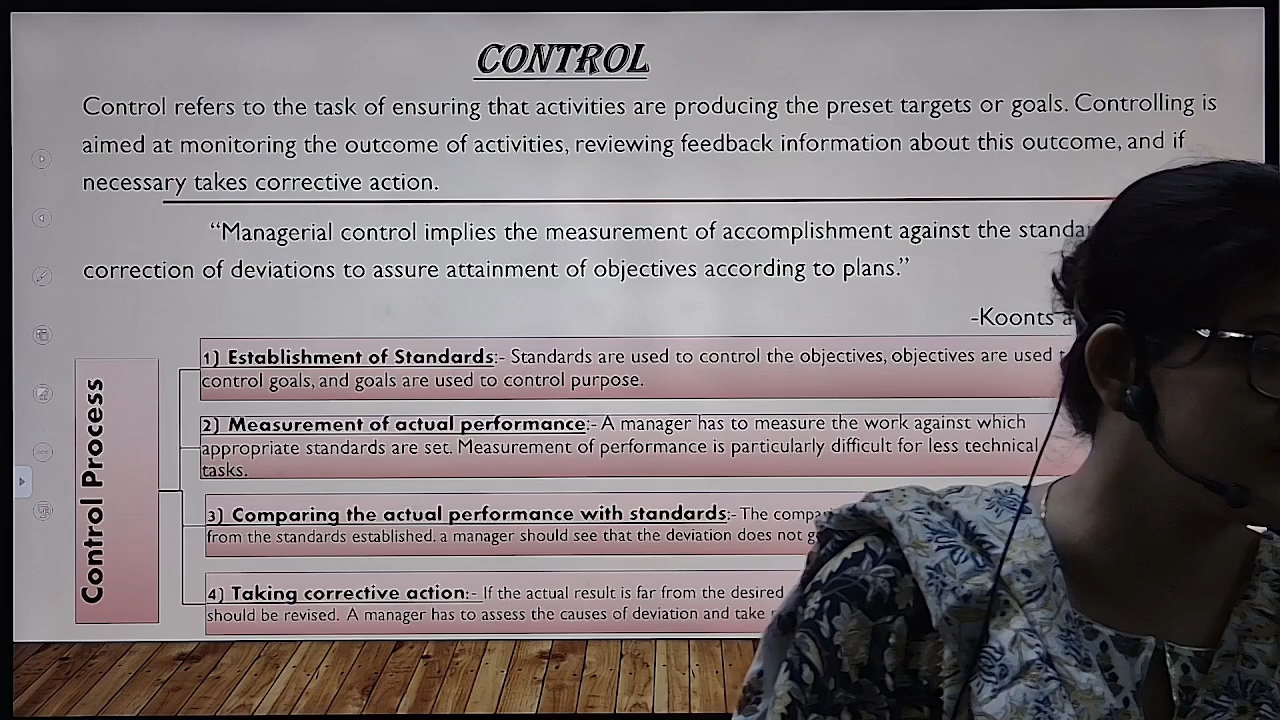 CONTROL
Control refers to the task of ensuring that activities are producing the preset targets or goals. Controlling is
aimed at monitoring the outcome of activities, reviewing feedback information about this outcome, and if
necessary takes corrective action.
“Managerial control implies the measurement of accomplishment against the
correction of deviations to assure attainment of objectives according to plans.”
-Koonts
Control Process
1) Establishment of Standards:- Standards are used to control the objectives, objectives are used
control goals, and goals are used to control purpose.
2) Measurement of actual performance:- A manager has to measure the work against which
appropriate standards are set. Measurement of performance is particularly difficult for less technical
tasks.
3) Comparing the actual performance with standards:- The
from the standards established. a manager should see that the deviation does not
4) Taking corrective action:- If the actual result is far from the desired
should be revised. A manager has to assess the causes of deviation and take